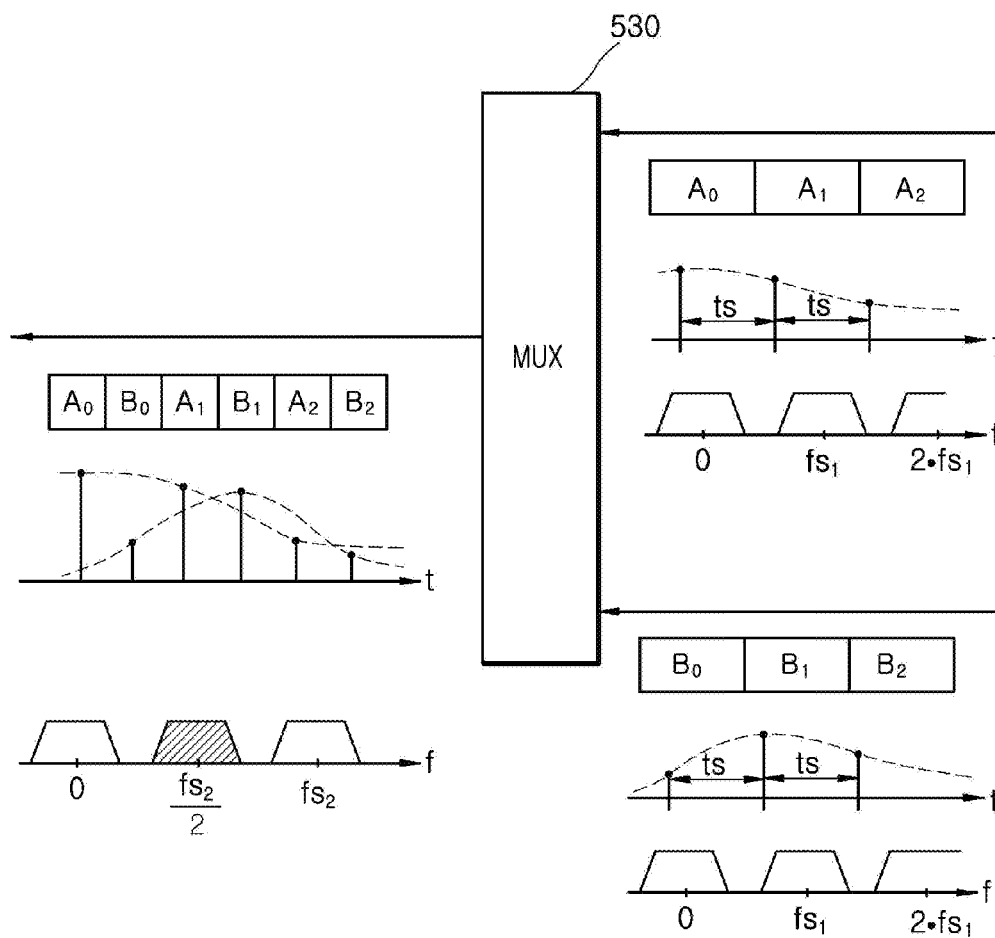 530
MUX
A₀ A₁ A₂
ts ts
0 fs₁ 2•fs₁ f
A₀ B₀ A₁ B₁ A₂ B₂
t
0 fs₂/2 fs₂ f
B₀ B₁ B₂
ts ts
0 fs₁ 2•fs₁ f